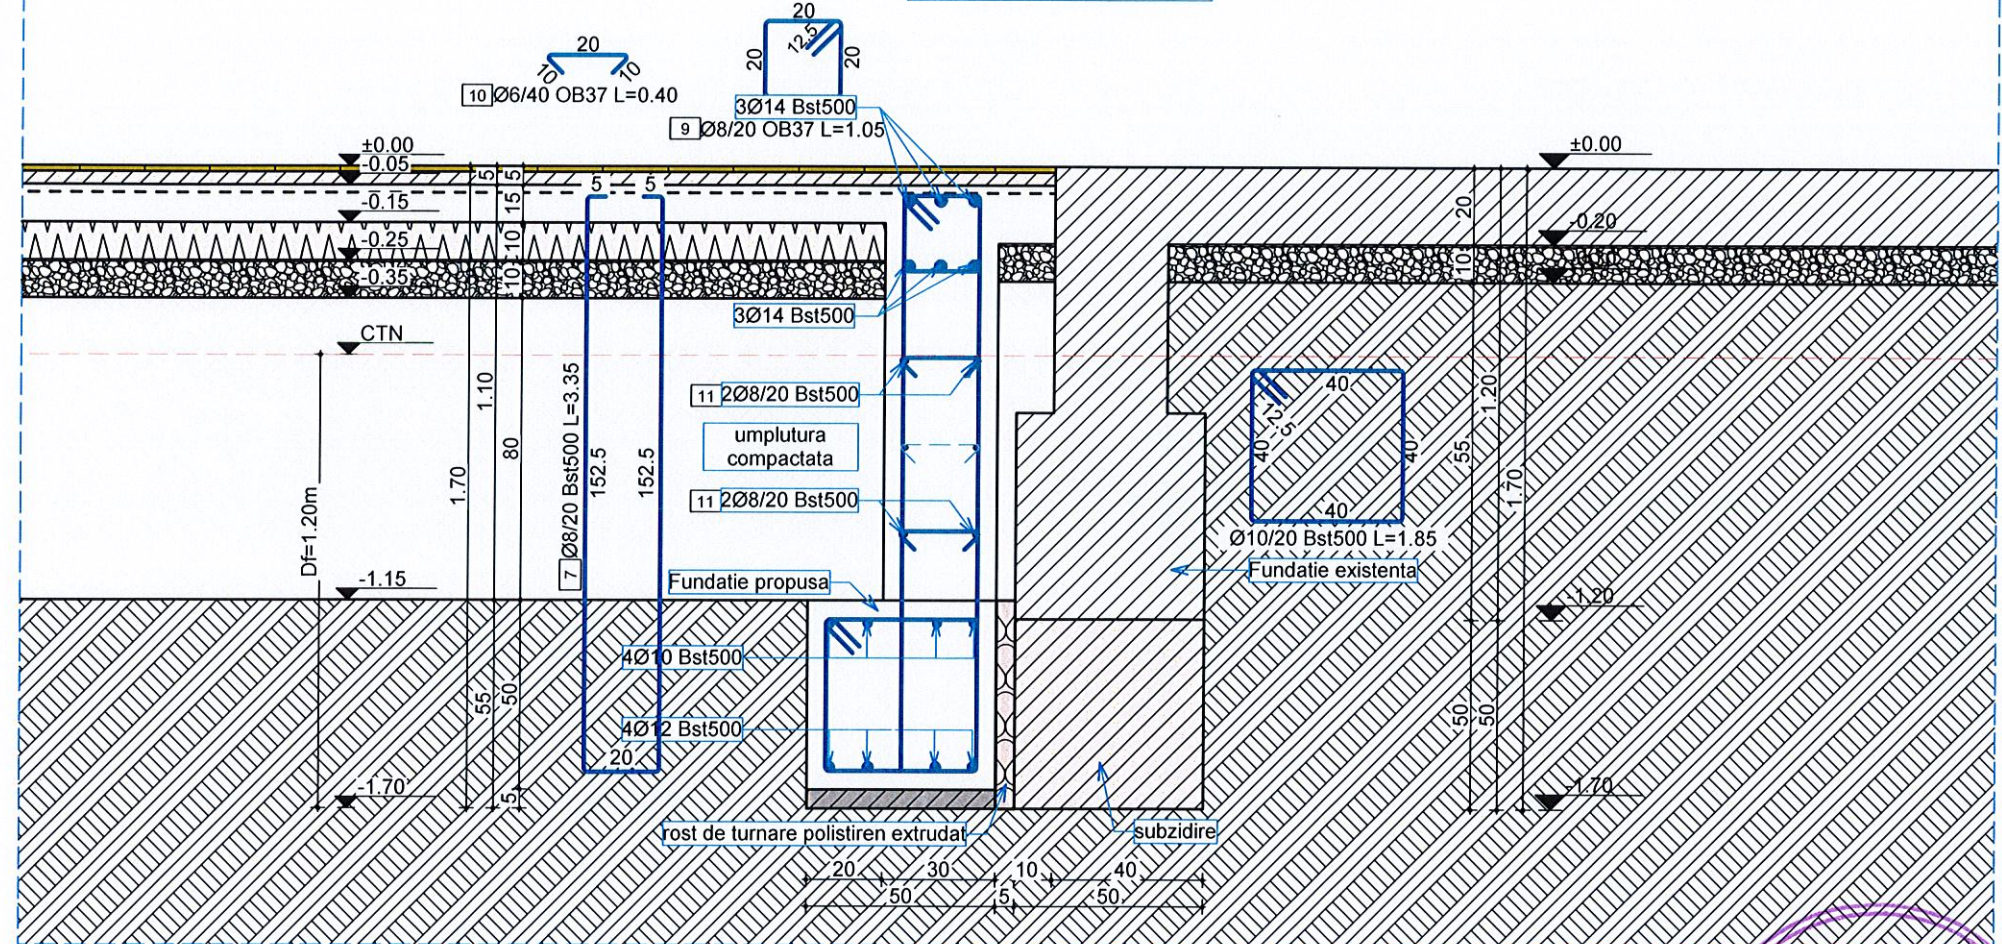 20
10
10
10 Ø6/40 OB37 L=0.40
20
20
12.5
20
3Ø14 Bst500
9 Ø8/20 OB37 L=1.05
±0.00
-0.05
-0.15
-0.25
-0.35
CTN
5
5
15
10
10
5
5
±0.00
-0.20
20
10
3Ø14 Bst500
1.10
1.70
80
Df=1.20m
7 Ø8/20 Bst500 L=3.35
152.5
152.5
11 2Ø8/20 Bst500
umplutura
compactata
11 2Ø8/20 Bst500
40
12.5
40
40
40
Ø10/20 Bst500 L=1.85
Fundatie existenta
1.20
55
1.70
-1.15
Fundatie propusa
-1.20
4Ø10 Bst500
55
50
50
50
4Ø12 Bst500
20
-1.70
5
-1.70
rost de turnare polistiren extrudat
subzidire
20
30
10
40
50
5
50